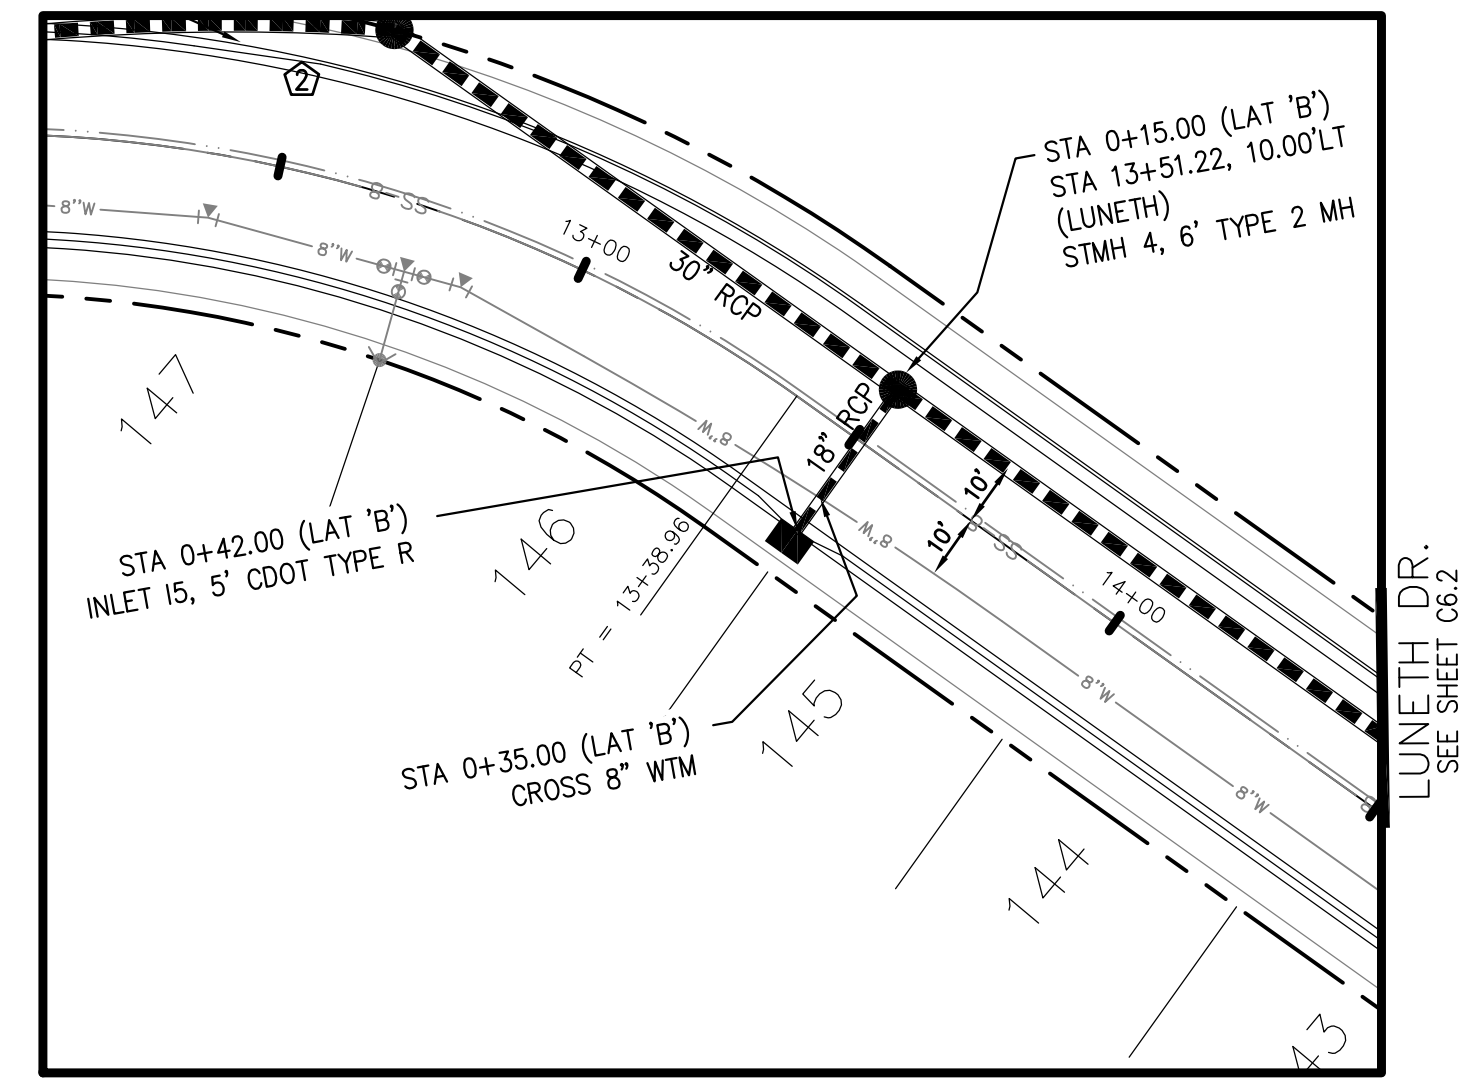 2
STA 0+15.00 (LAT 'B')
STA 13+51.22, 10.00'LT
(LUNETH)
STMH 4, 6' TYPE 2 MH
8"W
8"W
8"W
8"W
8"W
8"W
8-SS
8-SS
8
13+00
30" RCP
18" RCP
10'
10'
14+00
147
146
145
144
43
PT = 13+38.96
STA 0+42.00 (LAT 'B')
INLET I5, 5' CDOT TYPE R
STA 0+35.00 (LAT 'B')
CROSS 8" WTM
LUNETH DR.
SEE SHEET C6.2